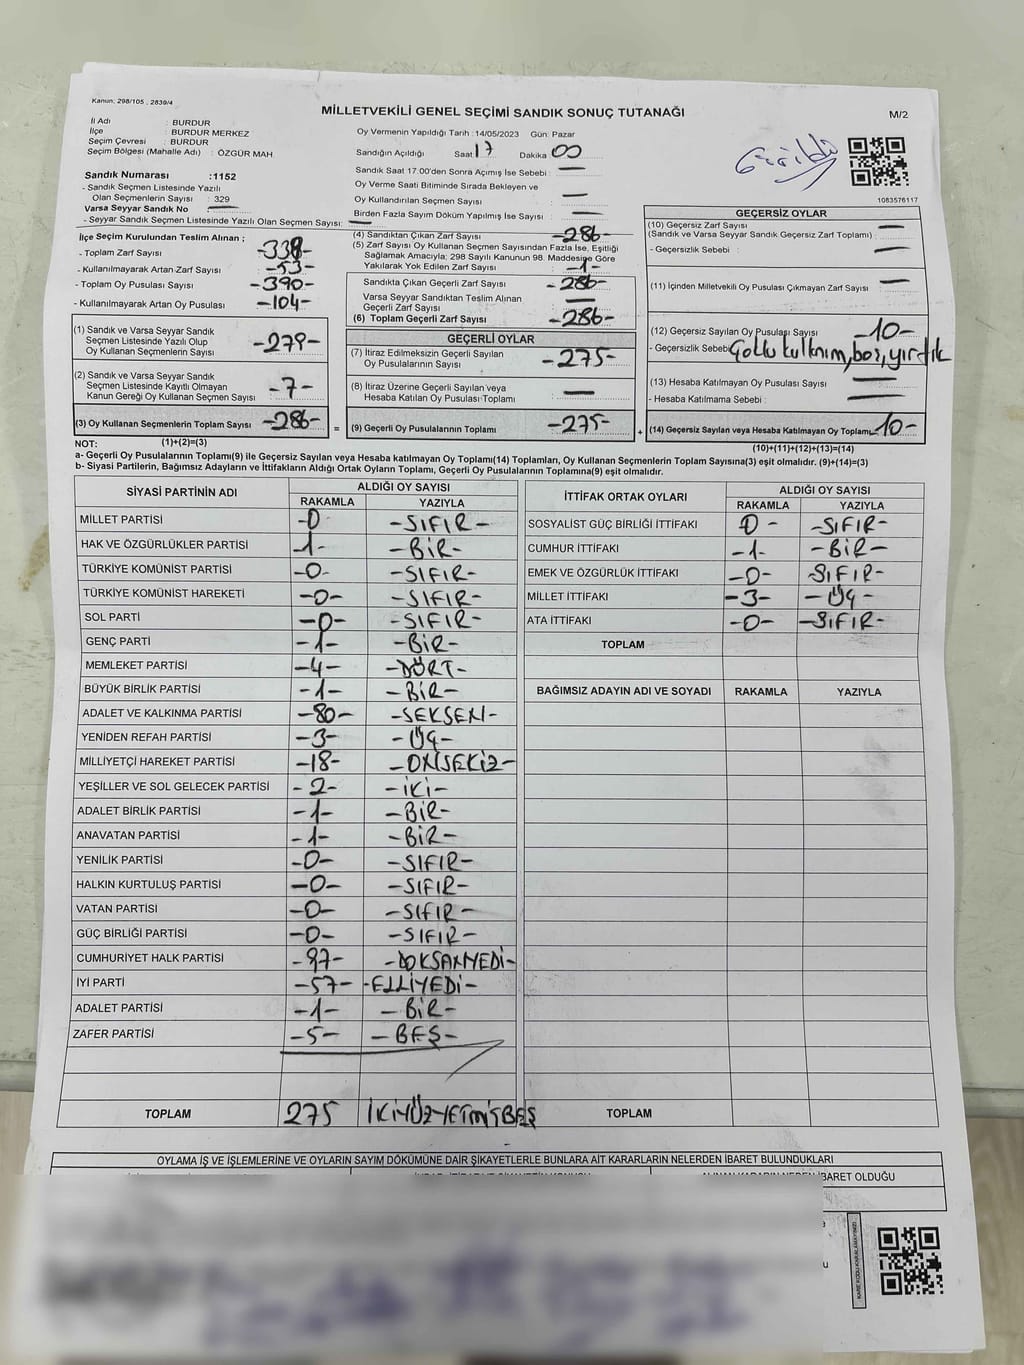 Kanun; 298/105 , 2839/4
MİLLETVEKİLİ GENEL SEÇİMİ SANDIK SONUÇ TUTANAĞI
M/2
İl Adı : BURDUR
İlçe : BURDUR MERKEZ
Seçim Çevresi : BURDUR
Seçim Bölgesi (Mahalle Adı) : ÖZGÜR MAH
Sandık Numarası :1152
- Sandık Seçmen Listesinde Yazılı
Olan Seçmenlerin Sayısı : 329
Varsa Seyyar Sandık No
- Seyyar Sandık Seçmen Listesinde Yazılı Olan Seçmen Sayısı:
Oy Vermenin Yapıldığı Tarih :14/05/2023 Gün: Pazar
Sandığın Açıldığı Saat 17 Dakika 00
Sandık Saat 17:00'den Sonra Açımış İse Sebebi :
Oy Verme Saati Bitiminde Sırada Bekleyen ve
Oy Kullandırılan Seçmen Sayısı
Birden Fazla Sayım Döküm Yapılmış İse Sayısı :
1083576117
İlçe Seçim Kurulundan Teslim Alınan ;
- Toplam Zarf Sayısı -338-
- Kullanılmayarak Artan Zarf Sayısı -53-
- Toplam Oy Pusulası Sayısı -390-
- Kullanılmayarak Artan Oy Pusulası -104-
(1) Sandık ve Varsa Seyyar Sandık
Seçmen Listesinde Yazılı Olup
Oy Kullanan Seçmenlerin Sayısı -279-
(2) Sandık ve Varsa Seyyar Sandık
Seçmen Listesinde Kayıtlı Olmayan
Kanun Gereği Oy Kullanan Seçmen Sayısı -7-
(3) Oy Kullanan Seçmenlerin Toplam Sayısı -286- =
(4) Sandıktan Çıkan Zarf Sayısı -286-
(5) Zarf Sayısı Oy Kullanan Seçmen Sayısından Fazla İse, Eşitliği
Sağlamak Amacıyla; 298 Sayılı Kanunun 98. Maddesine Göre
Yakılarak Yok Edilen Zarf Sayısı -1-
Sandıkta Çıkan Geçerli Zarf Sayısı -286-
Varsa Seyyar Sandıktan Teslim Alınan
Geçerli Zarf Sayısı
(6) Toplam Geçerli Zarf Sayısı -286-
GEÇERLİ OYLAR
(7) İtiraz Edilmeksizin Geçerli Sayılan
Oy Pusulalarının Sayısı -275-
(8) İtiraz Üzerine Geçerli Sayılan veya
Hesaba Katılan Oy Pusulası Toplamı
(9) Geçerli Oy Pusulalarının Toplamı -275- +
GEÇERSİZ OYLAR
(10) Geçersiz Zarf Sayısı
(Sandık ve Varsa Seyyar Sandık Geçersiz Zarf Toplamı) :
- Geçersizlik Sebebi :
(11) İçinden Milletvekili Oy Pusulası Çıkmayan Zarf Sayısı
(12) Geçersiz Sayılan Oy Pusulası Sayısı -10-
- Geçersizlik Sebebi Çoklu kullanım, boş, yırtık
(13) Hesaba Katılmayan Oy Pusulası Sayısı
- Hesaba Katılmama Sebebi :
(14) Geçersiz Sayılan veya Hesaba Katılmayan Oy Toplamı -10-
NOT: (1)+(2)=(3) (10)+(11)+(12)+(13)=(14)
a- Geçerli Oy Pusulalarının Toplamı(9) ile Geçersiz Sayılan veya Hesaba katılmayan Oy Pusulası Toplamı(14) Toplamları, Oy Kullanan Seçmenlerin Toplam Sayısına(3) eşit olmalıdır. (9)+(14)=(3)
b- Siyasi Partilerin, Bağımsız Adayların ve İttifakların Aldığı Ortak Oyların Toplamı, Geçerli Oy Pusulalarının Toplamına(9) eşit olmalıdır.
SİYASİ PARTİNİN ADI ALDIĞI OY SAYISI
RAKAMLA YAZIYLA
MİLLET PARTİSİ -0- -SIFIR-
HAK VE ÖZGÜRLÜKLER PARTİSİ -1- -BİR-
TÜRKİYE KOMÜNİST PARTİSİ -0- -SIFIR-
TÜRKİYE KOMÜNİST HAREKETİ -0- -SIFIR-
SOL PARTİ -0- -SIFIR-
GENÇ PARTİ -1- -BİR-
MEMLEKET PARTİSİ -4- -DÖRT-
BÜYÜK BİRLİK PARTİSİ -1- -BİR-
ADALET VE KALKINMA PARTİSİ -80- -SEKSEN-
YENİDEN REFAH PARTİSİ -3- -ÜÇ-
MİLLİYETÇİ HAREKET PARTİSİ -18- -ONSEKİZ-
YEŞİLLER VE SOL GELECEK PARTİSİ -2- -İKİ-
ADALET BİRLİK PARTİSİ -1- -BİR-
ANAVATAN PARTİSİ -1- -BİR-
YENİLİK PARTİSİ -0- -SIFIR-
HALKIN KURTULUŞ PARTİSİ -0- -SIFIR-
VATAN PARTİSİ -0- -SIFIR-
GÜÇ BİRLİĞİ PARTİSİ -0- -SIFIR-
CUMHURİYET HALK PARTİSİ -97- -DOKSANYEDİ-
İYİ PARTİ -57- -ELLİYEDİ-
ADALET PARTİSİ -1- -BİR-
ZAFER PARTİSİ -5- -BEŞ-
TOPLAM 275 İKİYÜZYETMİŞBEŞ
İTTİFAK ORTAK OYLARI ALDIĞI OY SAYISI
RAKAMLA YAZIYLA
SOSYALİST GÜÇ BİRLİĞİ İTTİFAKI 0- -SIFIR-
CUMHUR İTTİFAKI -1- -BİR-
EMEK VE ÖZGÜRLÜK İTTİFAKI -0- SIFIR-
MİLLET İTTİFAKI -3- -ÜÇ-
ATA İTTİFAKI -0- -SIFIR-
TOPLAM
BAĞIMSIZ ADAYIN ADI VE SOYADI RAKAMLA YAZIYLA
TOPLAM
OYLAMA İŞ VE İŞLEMLERİNE VE OYLARIN SAYIM DÖKÜMÜNE DAİR ŞİKAYETLERLE BUNLARA AİT KARARLARIN NELERDEN İBARET BULUNDUKLARI
İBARET OLDUĞU